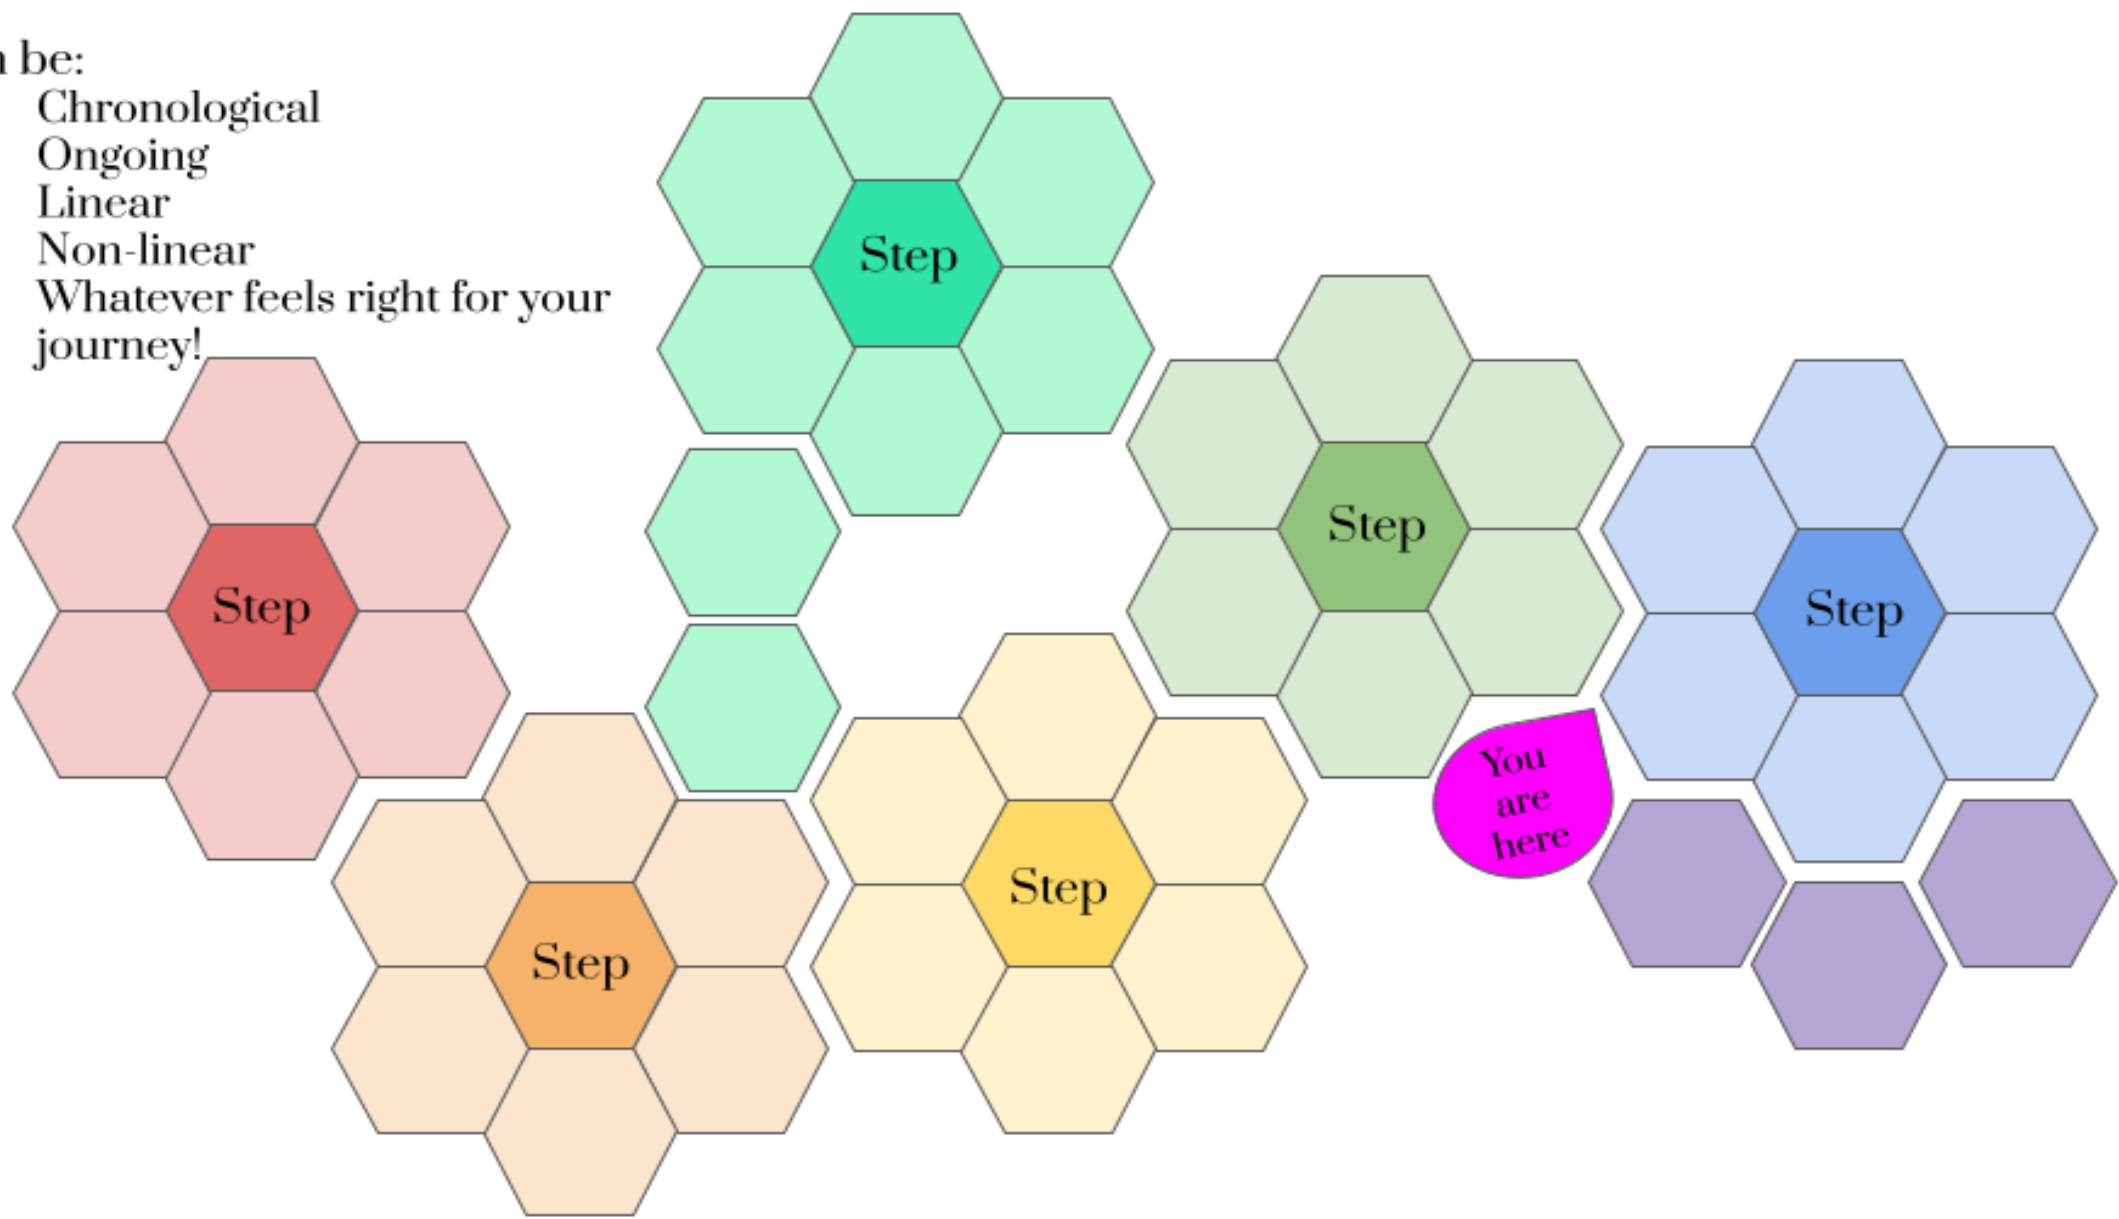 be:
Chronological
Ongoing
Linear
Non-linear
Whatever feels right for your
journey!
Step
Step
Step
Step
Step
Step
You
are
here